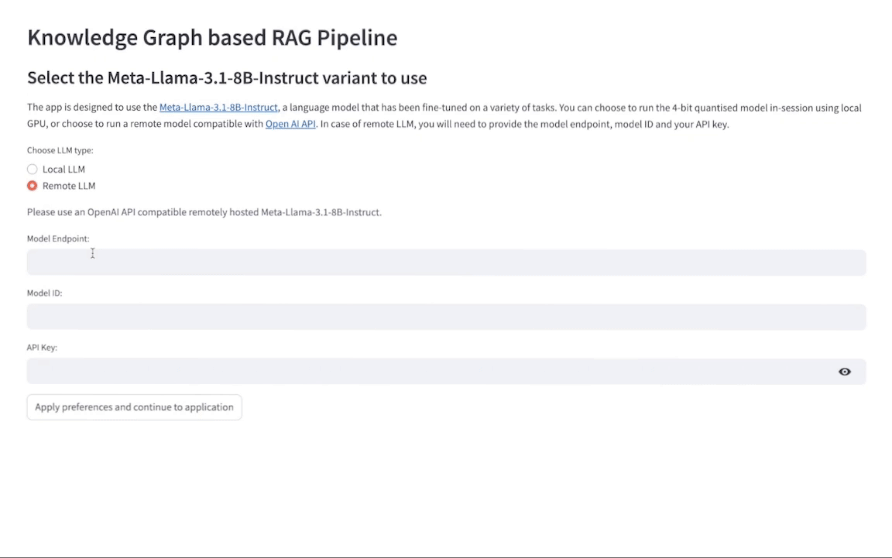 Knowledge Graph based RAG Pipeline
Select the Meta-Llama-3.1-8B-Instruct variant to use
The app is designed to use the Meta-Llama-3.1-8B-Instruct, a language model that has been fine-tuned on a variety of tasks. You can choose to run the 4-bit quantised model in-session using local
GPU, or choose to run a remote model compatible with Open AI API. In case of remote LLM, you will need to provide the model endpoint, model ID and your API key.
Choose LLM type:
Local LLM
Remote LLM
Please use an OpenAI API compatible remotely hosted Meta-Llama-3.1-8B-Instruct.
Model Endpoint:
Model ID:
API Key:
Apply preferences and continue to application